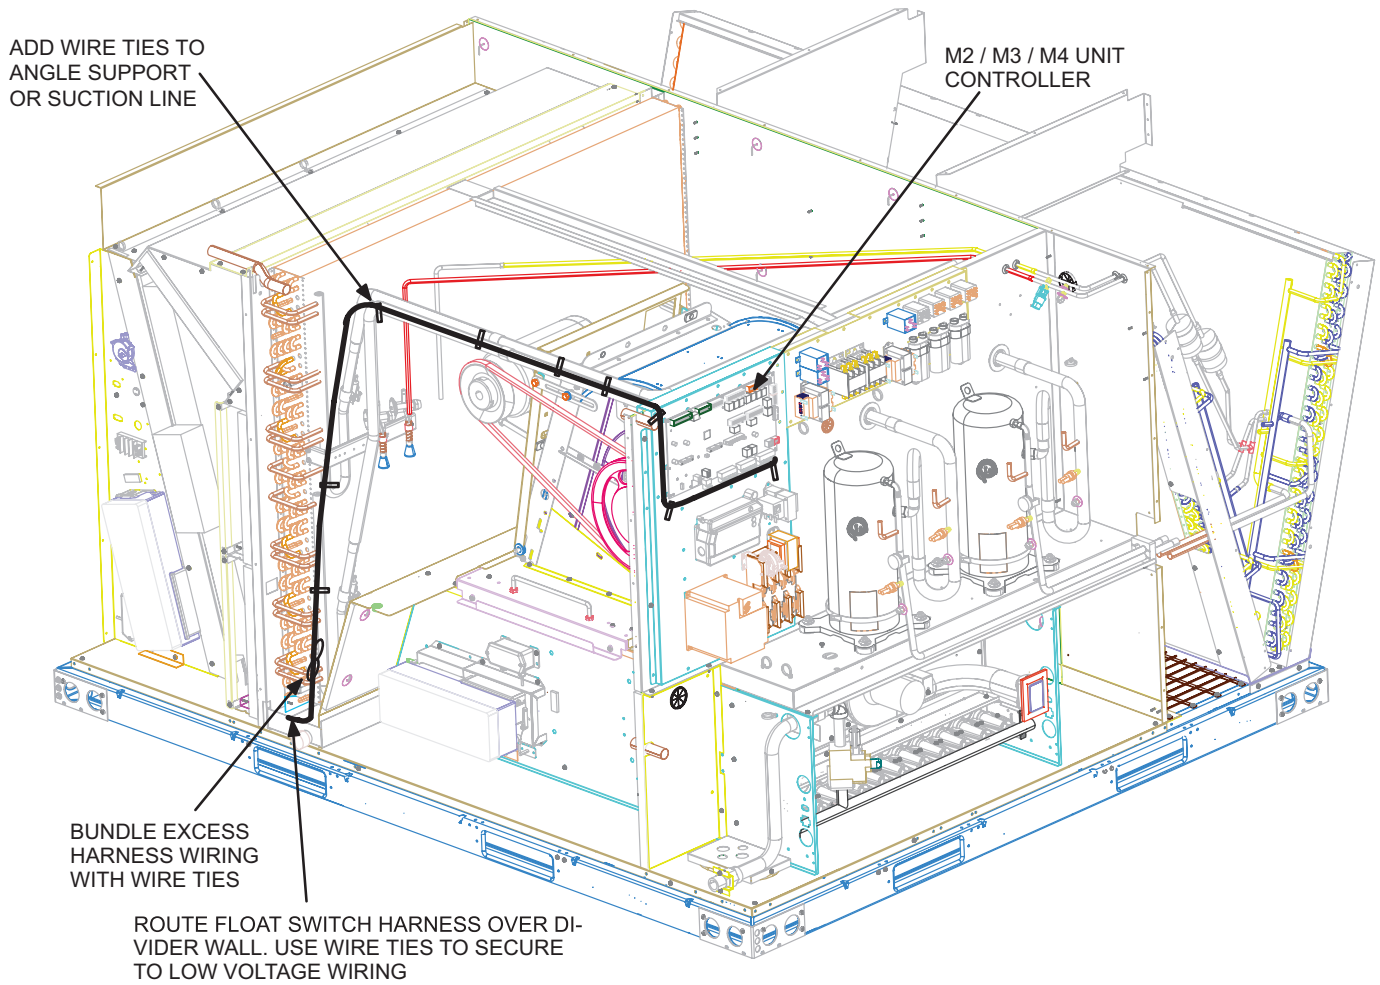 ADD WIRE TIES TO
ANGLE SUPPORT
OR SUCTION LINE
M2 / M3 / M4 UNIT
CONTROLLER
BUNDLE EXCESS
HARNESS WIRING
WITH WIRE TIES
ROUTE FLOAT SWITCH HARNESS OVER DI-
VIDER WALL. USE WIRE TIES TO SECURE
TO LOW VOLTAGE WIRING